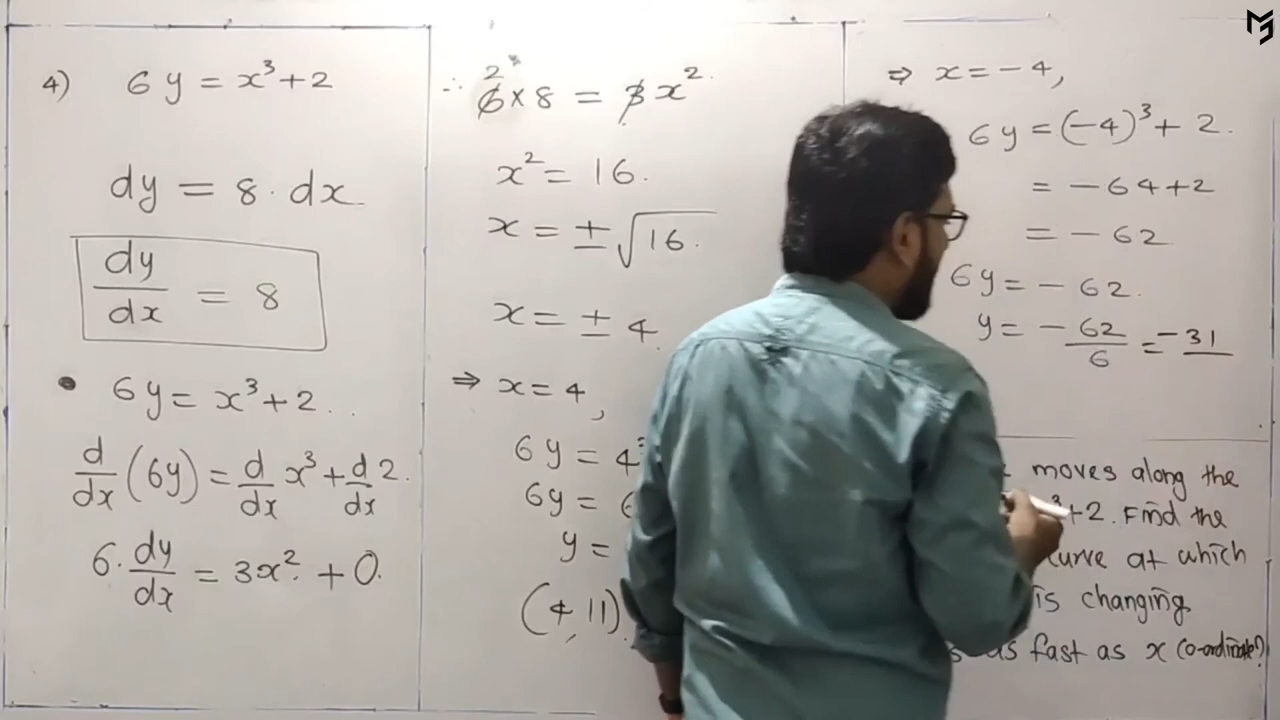 4) 6y = x³+2
dy = 8. dx
dy/dx = 8
• 6y = x³+2..
d/dx (6y) = d/dx x³ + d/dx 2.
6. dy/dx = 3x². + 0.
∴ 6×8 = 3x².
2
x² = 16.
x = ±√16.
x = ± 4.
⇒ x = 4,
6y = 4
6y = 6
y =
(4, 11)
⇒ x = -4,
6y = (-4)³ + 2.
= -64+2
= -62
6y = -62.
y = -62/6 = -31
moves along the
³+2. Find the
curve at which
is changing
as fast as x co-ordinate?